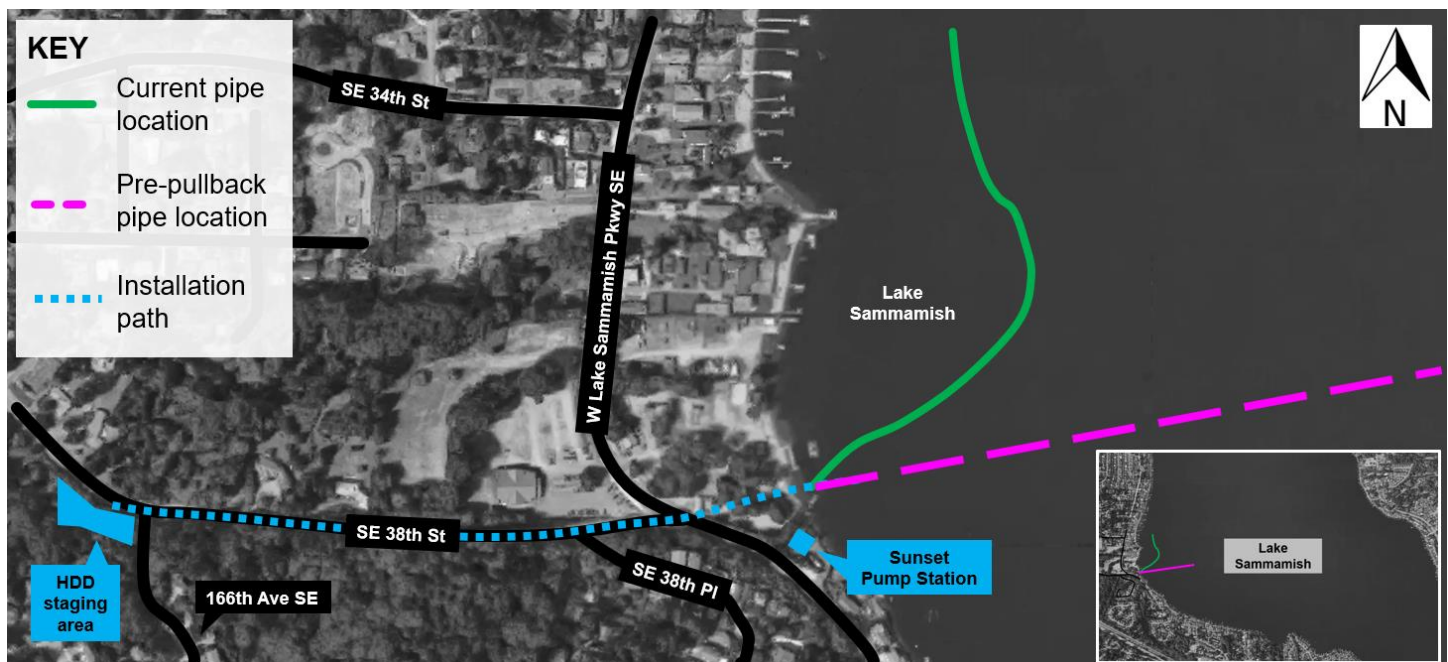 KEY
Current pipe
location
Pre-pullback
pipe location
Installation
path
SE 34th St
W Lake Sammamish Pkwy SE
N
Lake
Sammamish
SE 38th St
SE 38th Pl
166th Ave SE
HDD
staging
area
Sunset
Pump Station
Lake
Sammamish